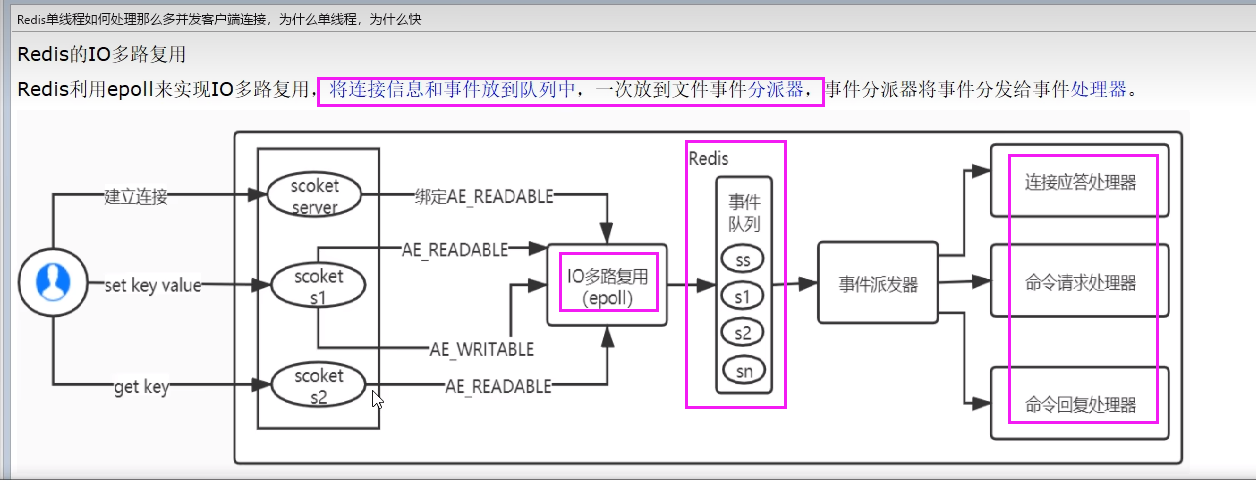 Redis单线程如何处理那么多并发客户端连接，为什么单线程，为什么快
Redis的IO多路复用
Redis利用epoll来实现IO多路复用，将连接信息和事件放到队列中，一次放到文件事件分派器，事件分派器将事件分发给事件处理器。
建立连接
scoket
server
绑定AE_READABLE
set key value
scoket
s1
AE_READABLE
AE_WRITABLE
get key
scoket
s2
AE_READABLE
IO多路复用
（epoll）
Redis
事件
队列
ss
s1
s2
sn
事件派发器
连接应答处理器
命令请求处理器
命令回复处理器